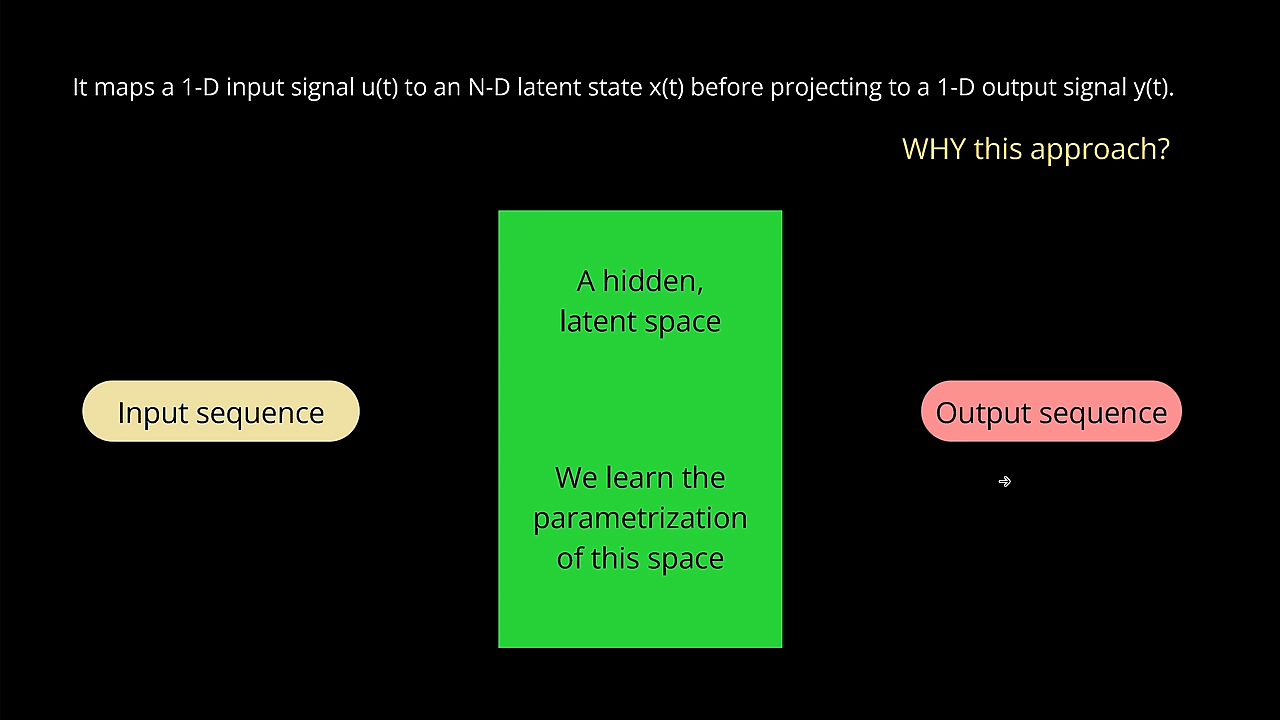 It maps a 1-D input signal u(t) to an N-D latent state x(t) before projecting to a 1-D output signal y(t).
WHY this approach?
A hidden,
latent space
Input sequence
Output sequence
We learn the
parametrization
of this space